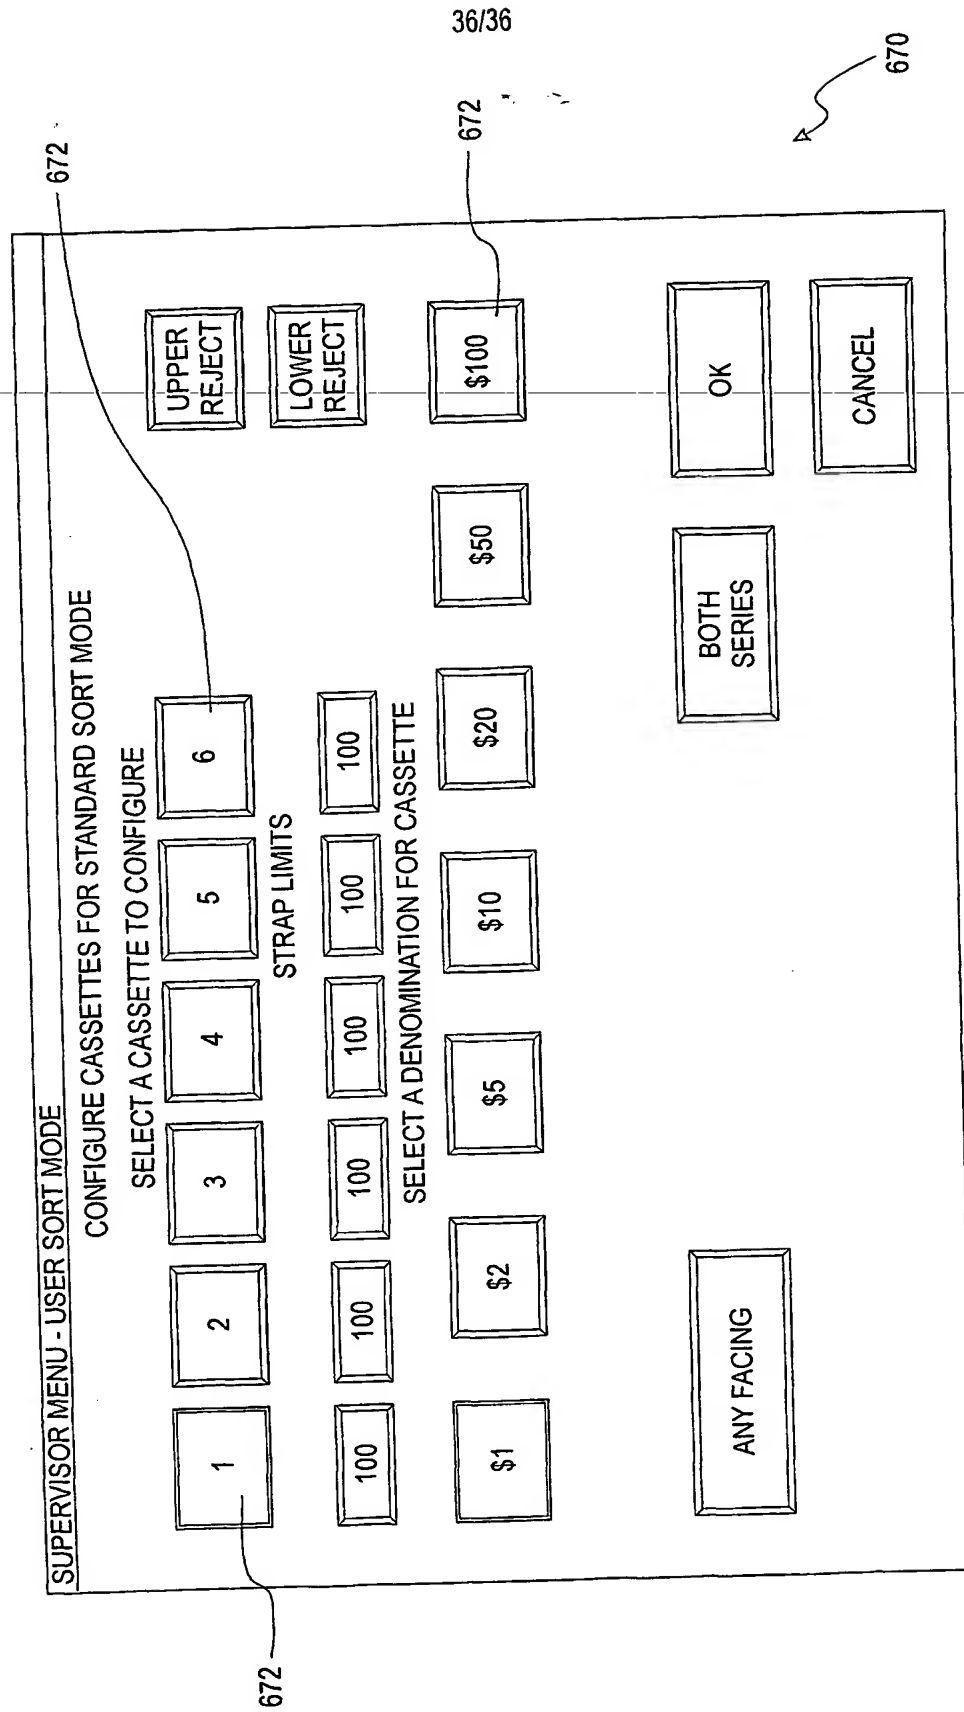 36/36
SUPERVISOR MENU - USER SORT MODE
CONFIGURE CASSETTES FOR STANDARD SORT MODE
SELECT A CASSETTE TO CONFIGURE
1 2 3 4 5 6
UPPER
REJECT
STRAP LIMITS
LOWER
REJECT
100 100 100 100 100 100
SELECT A DENOMINATION FOR CASSETTE
$1 $2 $5 $10 $20 $50 $100
ANY FACING
BOTH
SERIES
OK
CANCEL
672
672
672
670